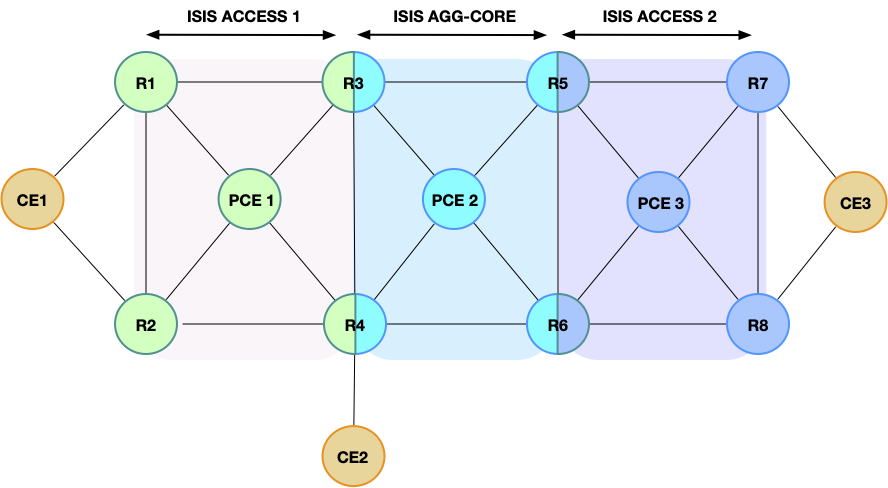 ISIS ACCESS 1
ISIS AGG-CORE
ISIS ACCESS 2
R1
R3
R5
R7
CE1
PCE 1
PCE 2
PCE 3
CE3
R2
R4
R6
R8
CE2